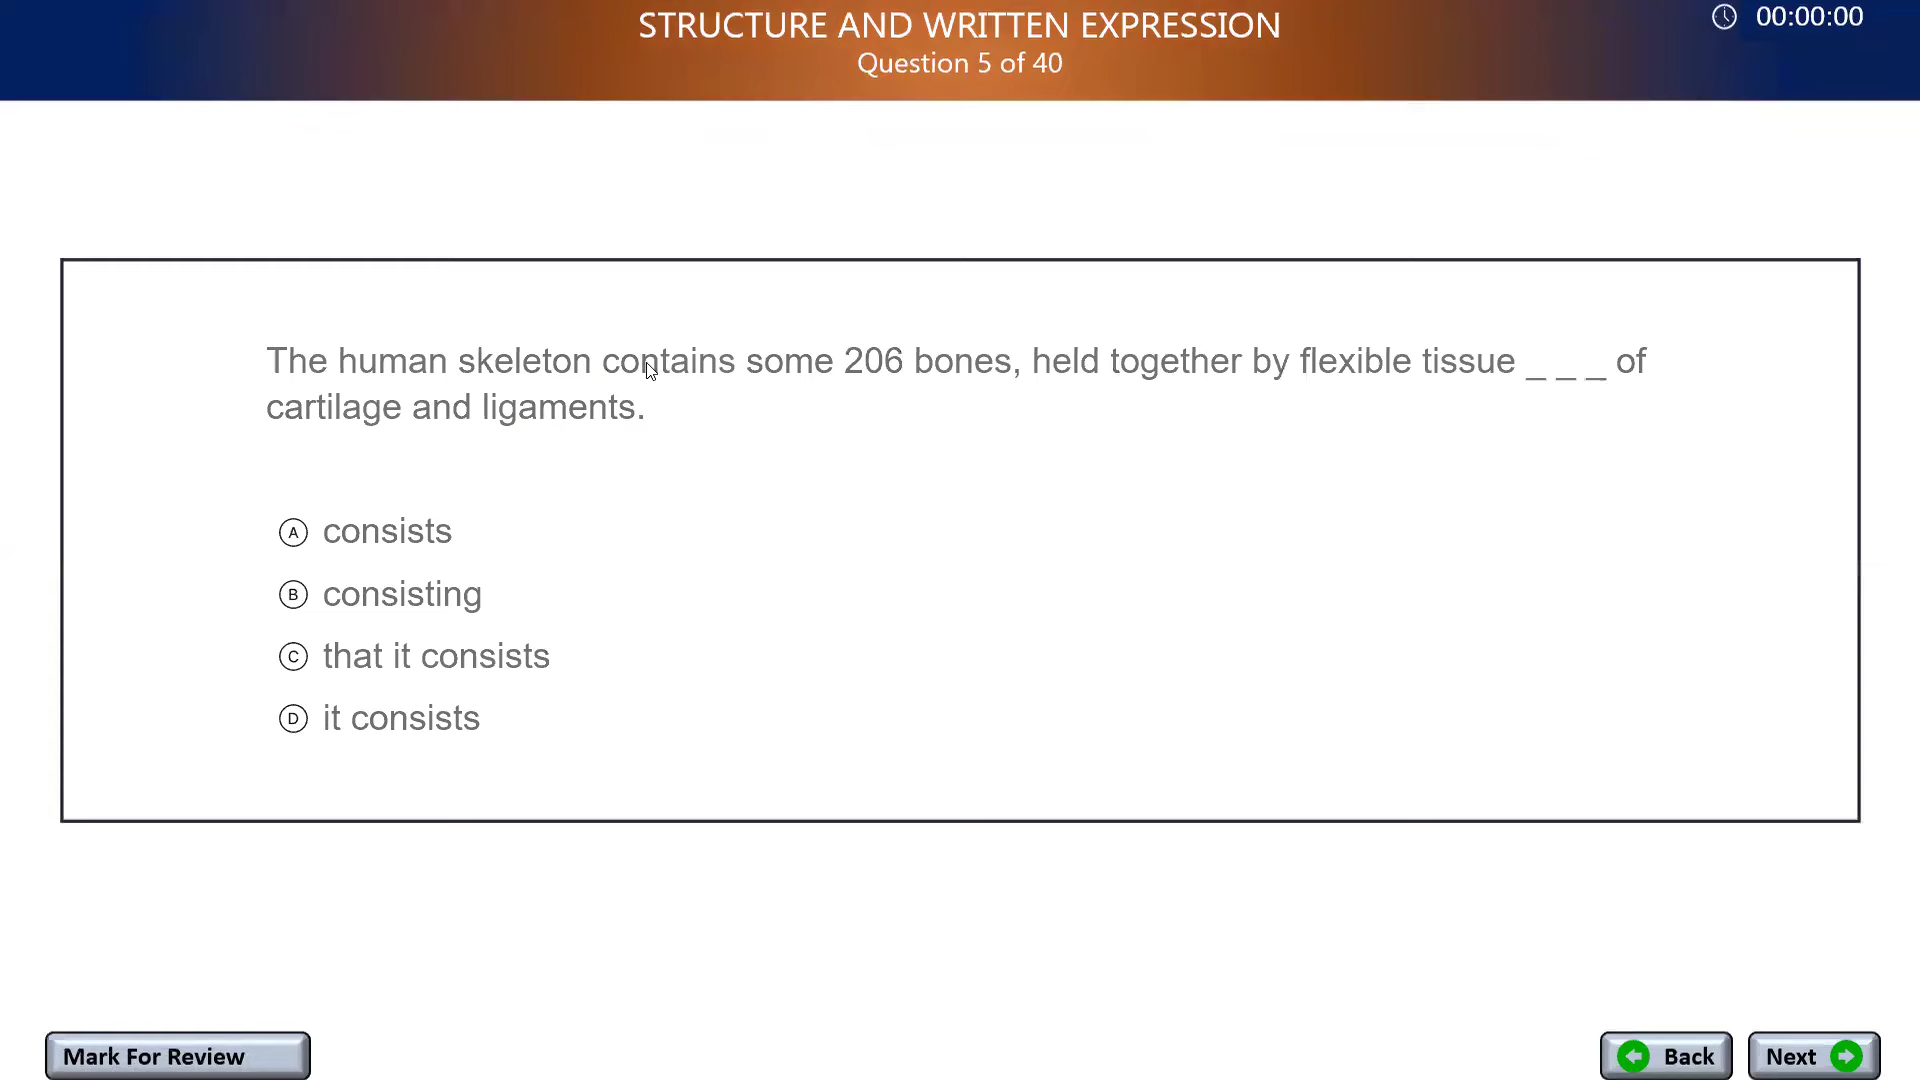 STRUCTURE AND WRITTEN EXPRESSION
00:00:00
Question 5 of 40
The human skeleton contains some 206 bones, held together by flexible tissue _ _ _ of
cartilage and ligaments.
A consists
B consisting
C that it consists
D it consists
Mark For Review
Back
Next